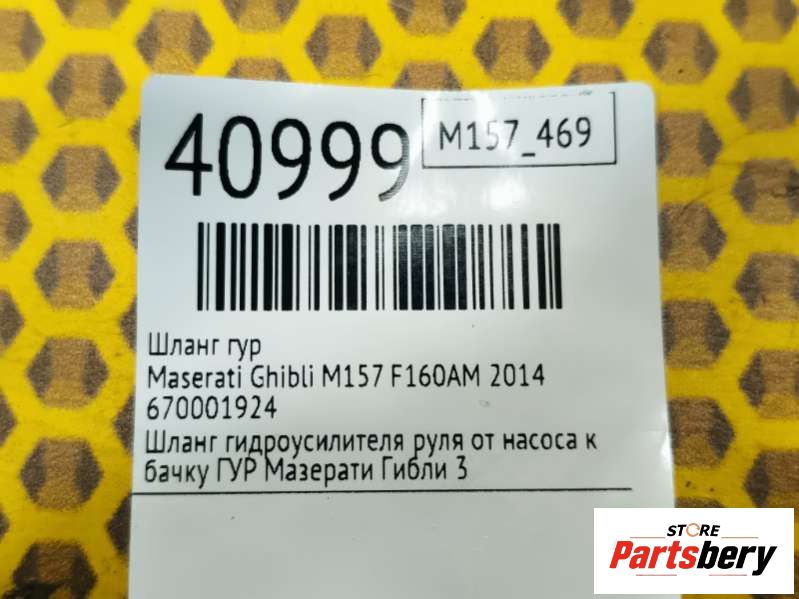 40999
M157_469
Шланг гур
Maserati Ghibli M157 F160AM 2014
670001924
Шланг гидроусилителя руля от насоса к
бачку ГУР Мазерати Гибли 3
STORE
Partsbery